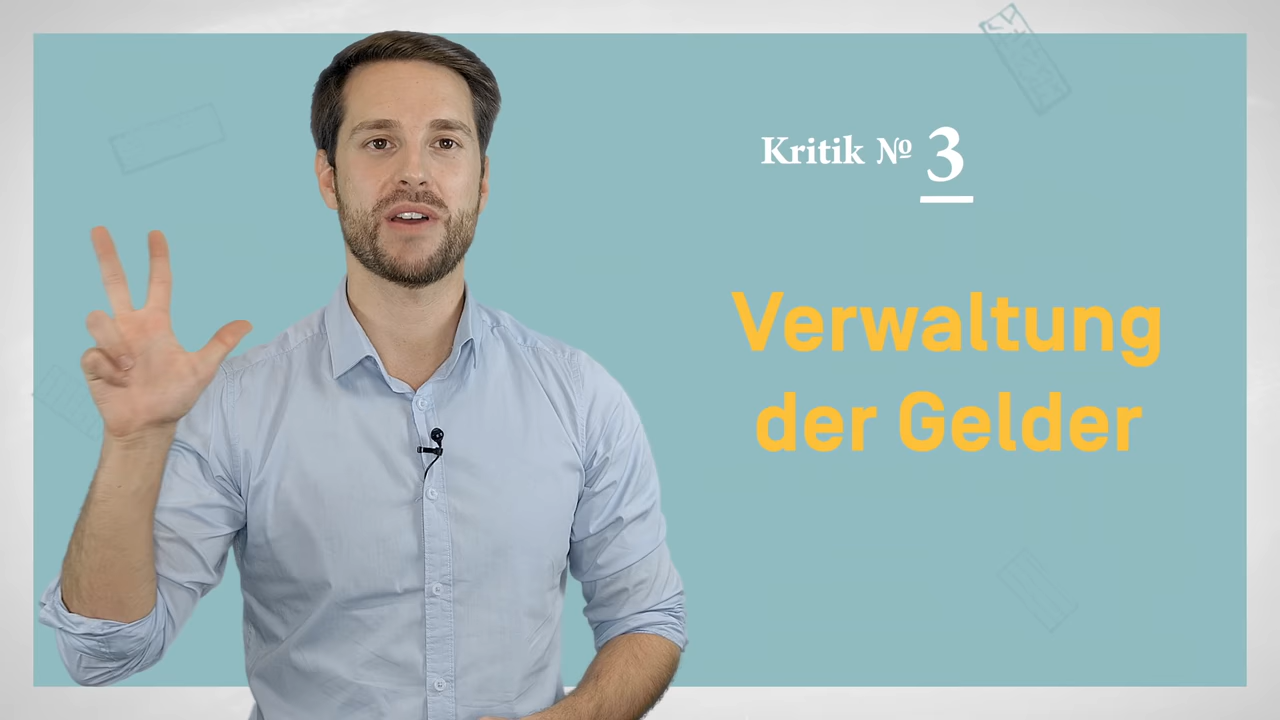 Kritik № 3
Verwaltung
der Gelder